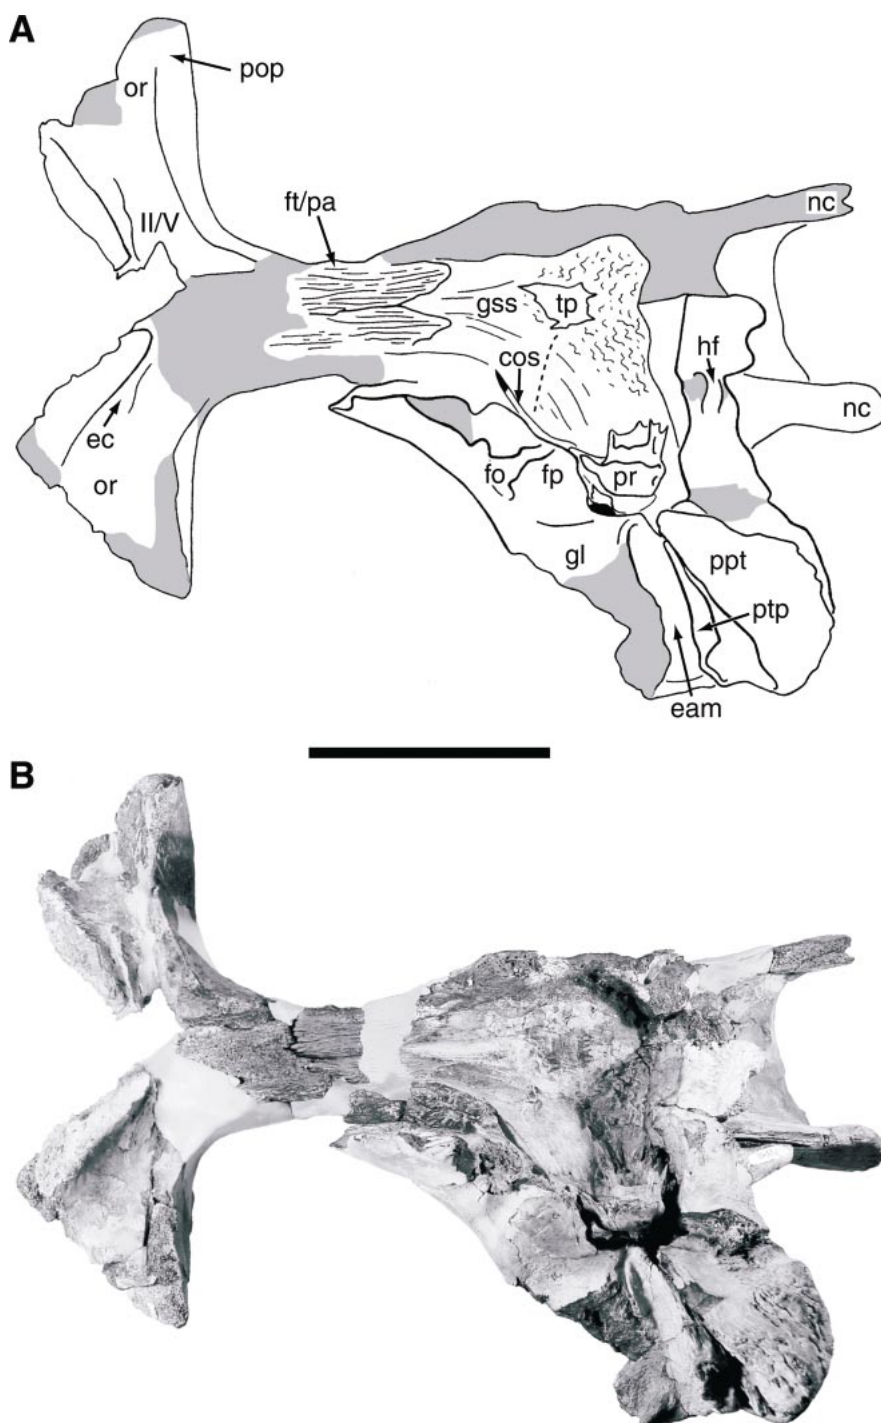 A
pop
or
II/V
ft/pa
nc
gss
tp
cos
hf
nc
ec
or
fo
fp
pr
gl
ppt
ptp
eam
B